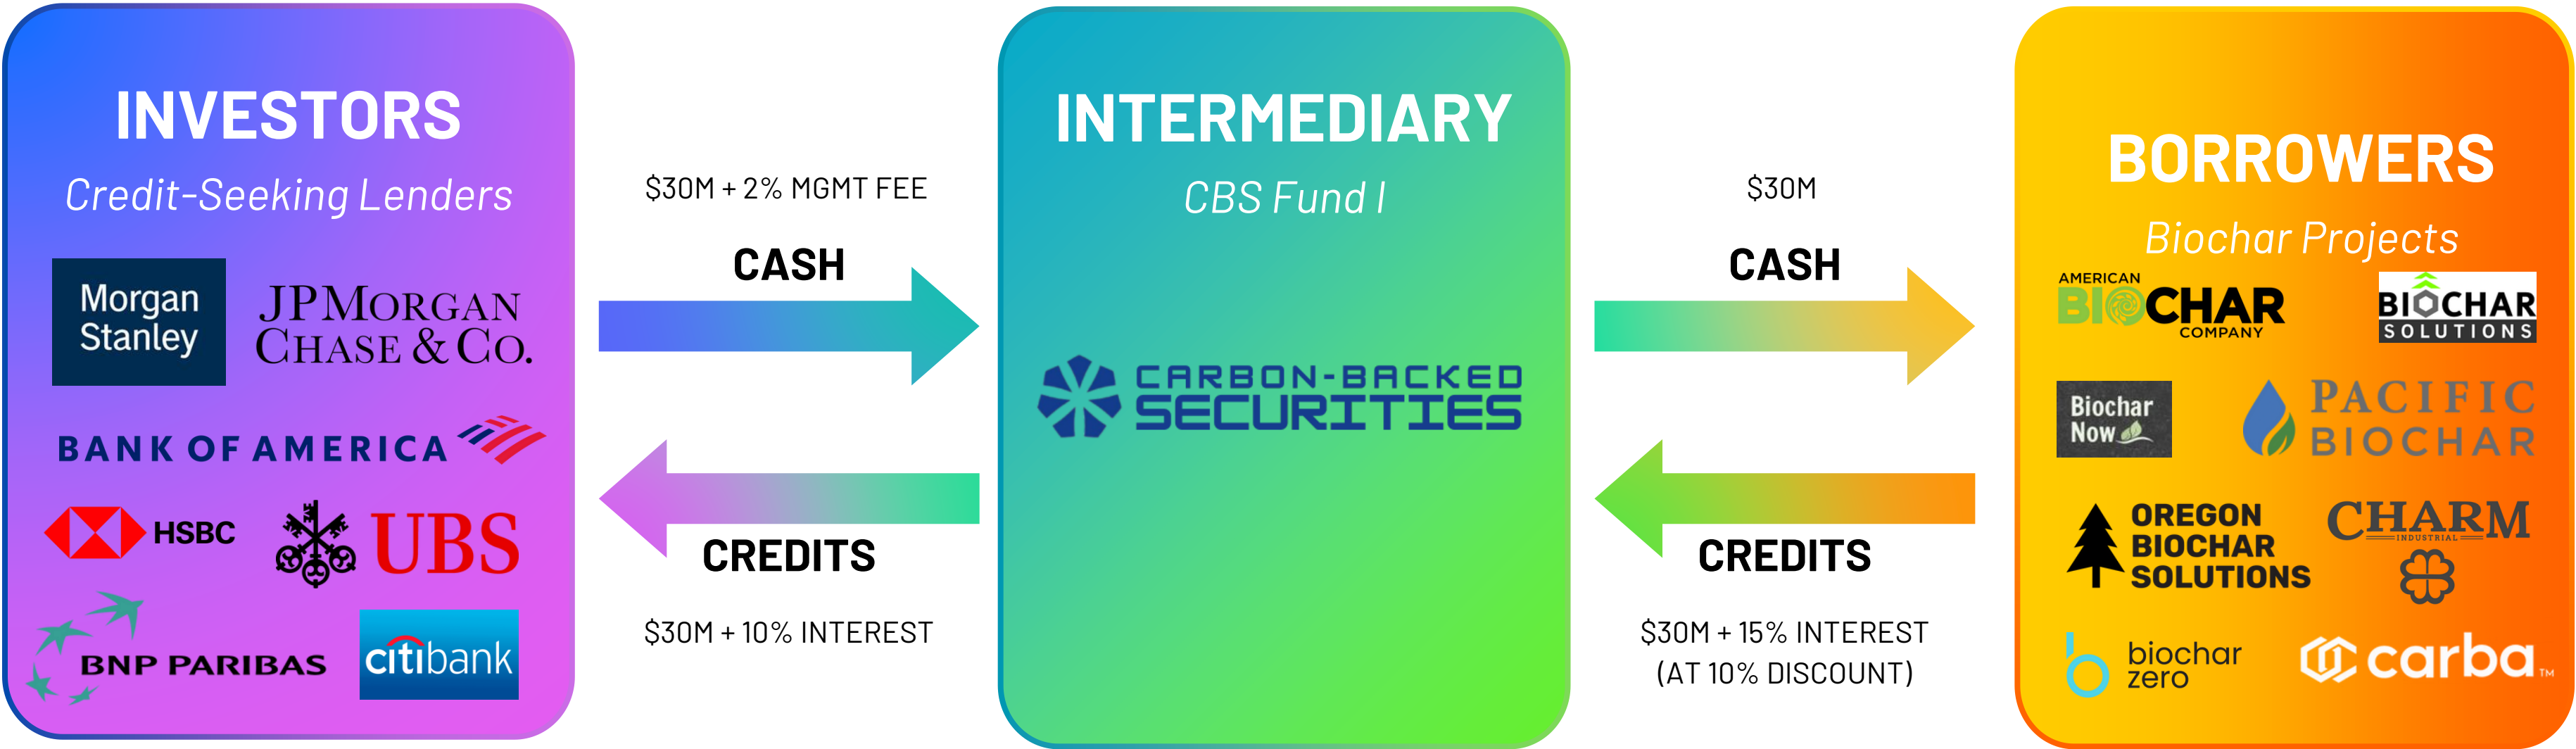 INVESTORS
Credit-Seeking Lenders
Morgan
Stanley
JPMORGAN
CHASE & CO.
BANK OF AMERICA
HSBC
UBS
BNP PARIBAS
citibank
$30M + 2% MGMT FEE
CASH
CREDITS
$30M + 10% INTEREST
INTERMEDIARY
CBS Fund I
CARBON-BACKED
SECURITIES
$30M
CASH
CREDITS
$30M + 15% INTEREST
(AT 10% DISCOUNT)
BORROWERS
Biochar Projects
AMERICAN
BIOCHAR
COMPANY
BIOCHAR
SOLUTIONS
Biochar
Now
PACIFIC
BIOCHAR
OREGON
BIOCHAR
SOLUTIONS
CHARM
INDUSTRIAL
biochar
zero
carba™